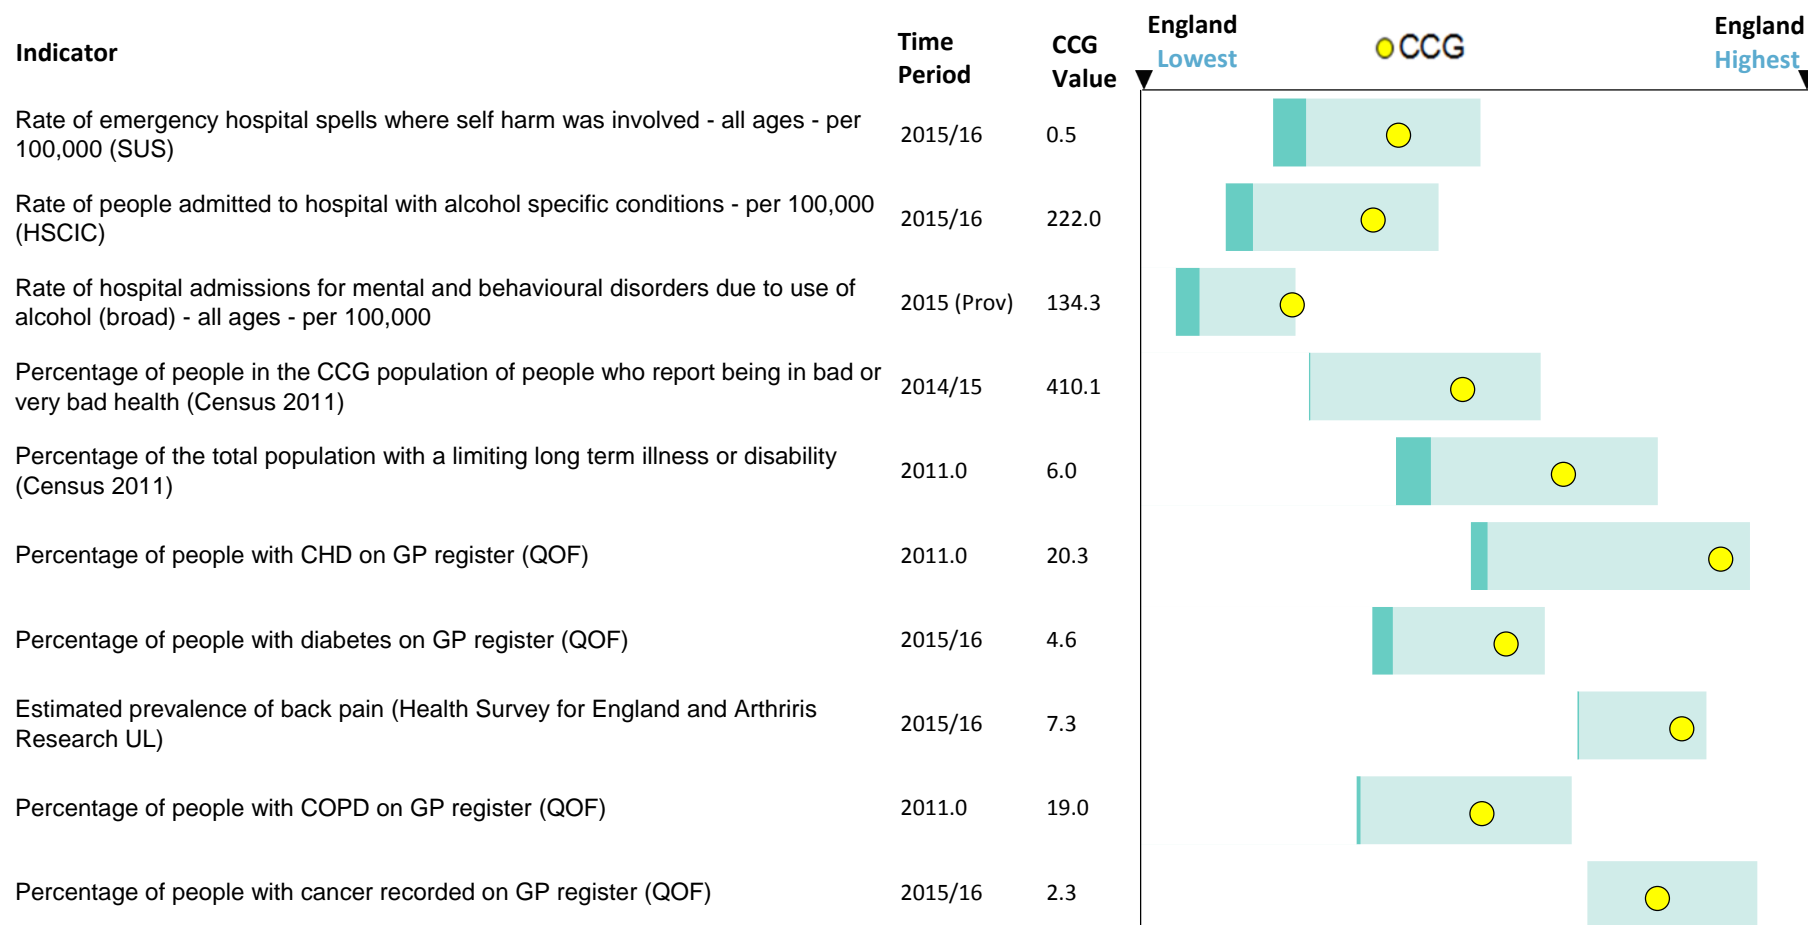 Indicator
Time
Period
CCG
Value
England
Lowest
CCG
England
Highest
Rate of emergency hospital spells where self harm was involved - all ages - per
100,000 (SUS)
2015/16
0.5
Rate of people admitted to hospital with alcohol specific conditions - per 100,000
(HSCIC)
2015/16
222.0
Rate of hospital admissions for mental and behavioural disorders due to use of
alcohol (broad) - all ages - per 100,000
2015 (Prov)
134.3
Percentage of people in the CCG population of people who report being in bad or
very bad health (Census 2011)
2014/15
410.1
Percentage of the total population with a limiting long term illness or disability
(Census 2011)
2011.0
6.0
Percentage of people with CHD on GP register (QOF)
2011.0
20.3
Percentage of people with diabetes on GP register (QOF)
2015/16
4.6
Estimated prevalence of back pain (Health Survey for England and Arthriris
Research UL)
2015/16
7.3
Percentage of people with COPD on GP register (QOF)
2011.0
19.0
Percentage of people with cancer recorded on GP register (QOF)
2015/16
2.3